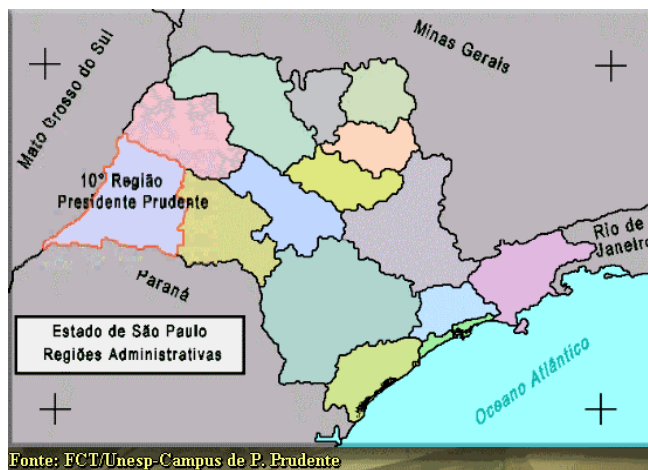 Minas Gerais
Mato Grosso do Sul
10° Região
Presidente Prudente
Rio de
Janeiro
Paraná
Estado de São Paulo
Regiões Administrativas
Oceano Atlântico
Fonte: FCT/Unesp-Campus de P. Prudente